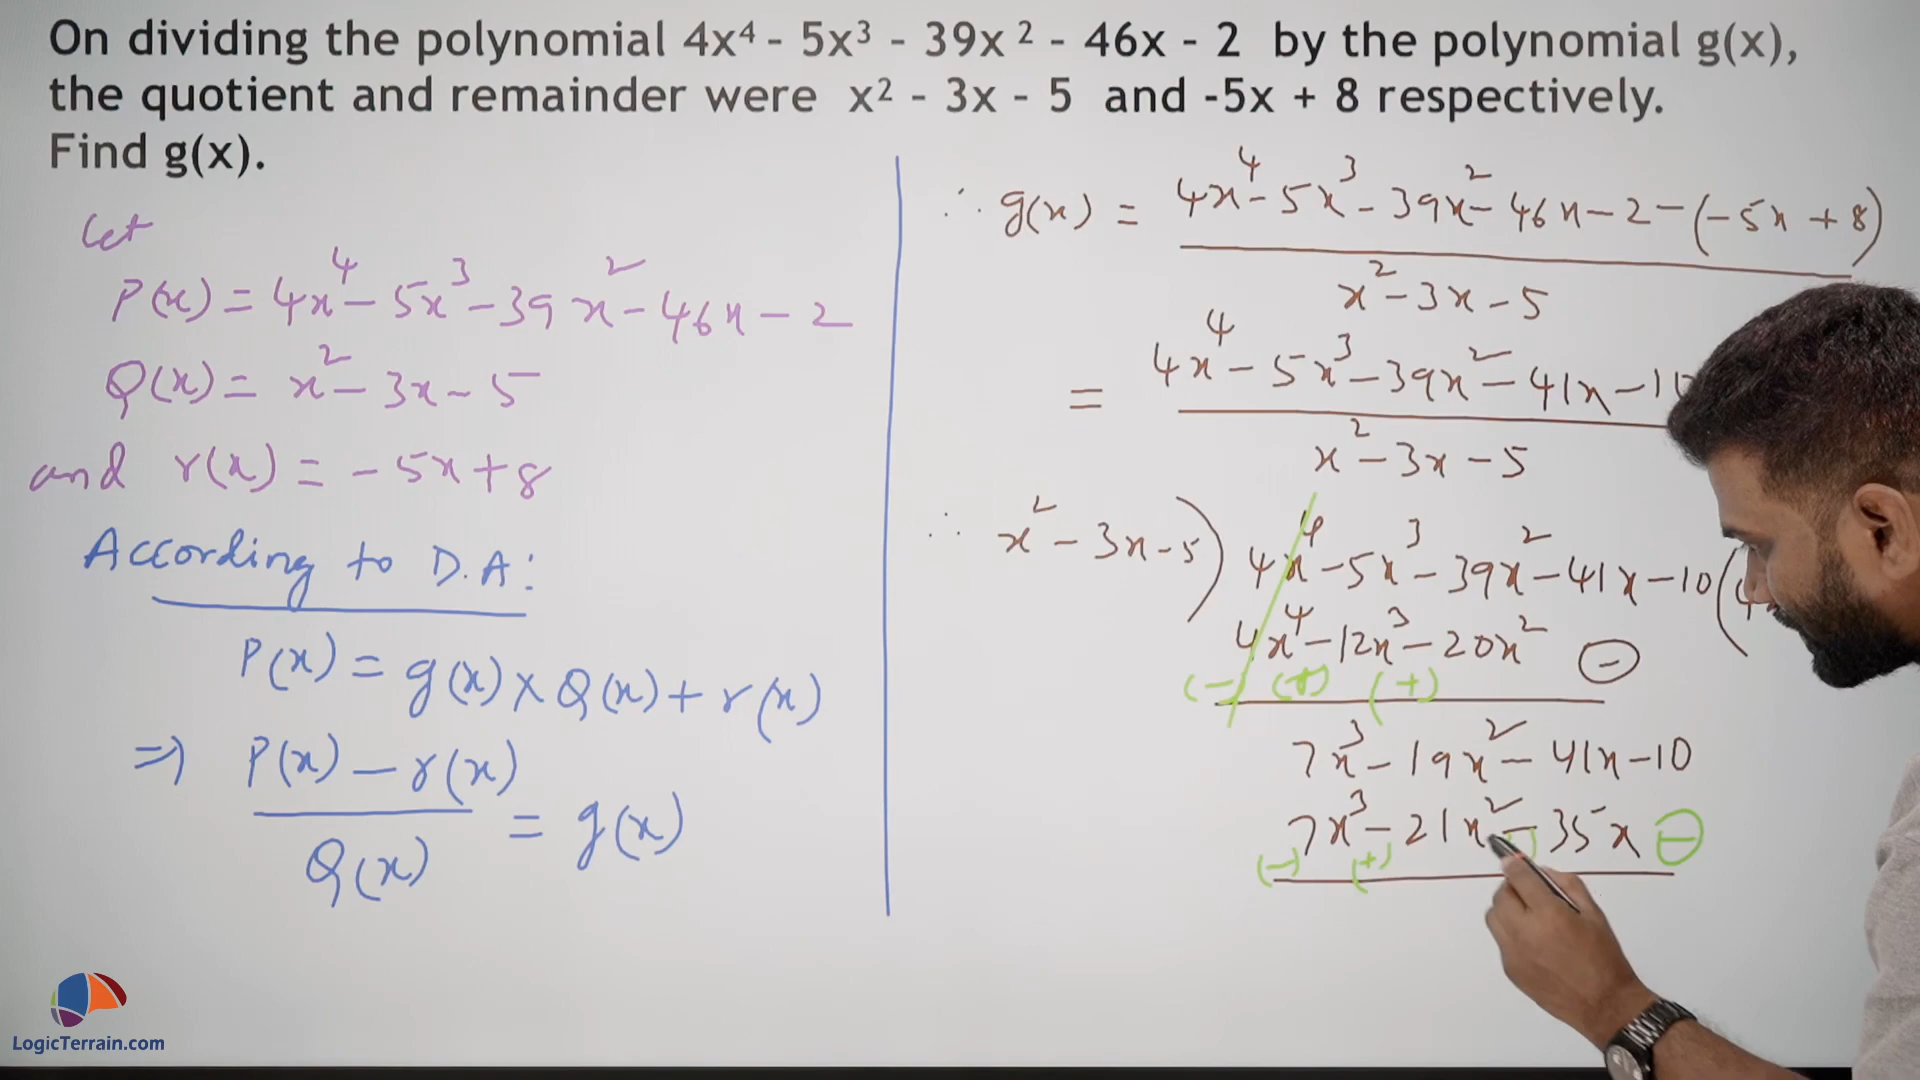 On dividing the polynomial 4x⁴ - 5x³ - 39x² - 46x - 2 by the polynomial g(x),
the quotient and remainder were x² - 3x - 5 and -5x + 8 respectively.
Find g(x).
Let
P(x) = 4x⁴ - 5x³ - 39x² - 46x - 2
Q(x) = x² - 3x - 5
and r(x) = - 5x + 8
According to D.A:
P(x) = g(x) × Q(x) + r(x)
⇒ P(x) - r(x)
Q(x)
= g(x)
∴ g(x) = 4x⁴ - 5x³ - 39x² - 46x - 2 - (-5x + 8)
x² - 3x - 5
= 4x⁴ - 5x³ - 39x² - 41x - 1
x² - 3x - 5
∴ x² - 3x - 5 ) 4x⁴ - 5x³ - 39x² - 41x - 10 (
4x⁴ - 12x³ - 20x² ⊖
(-) (+) (+)
7x³ - 19x² - 41x - 10
7x³ - 21x² - 35x ⊖
(-) (+)
LogicTerrain.com